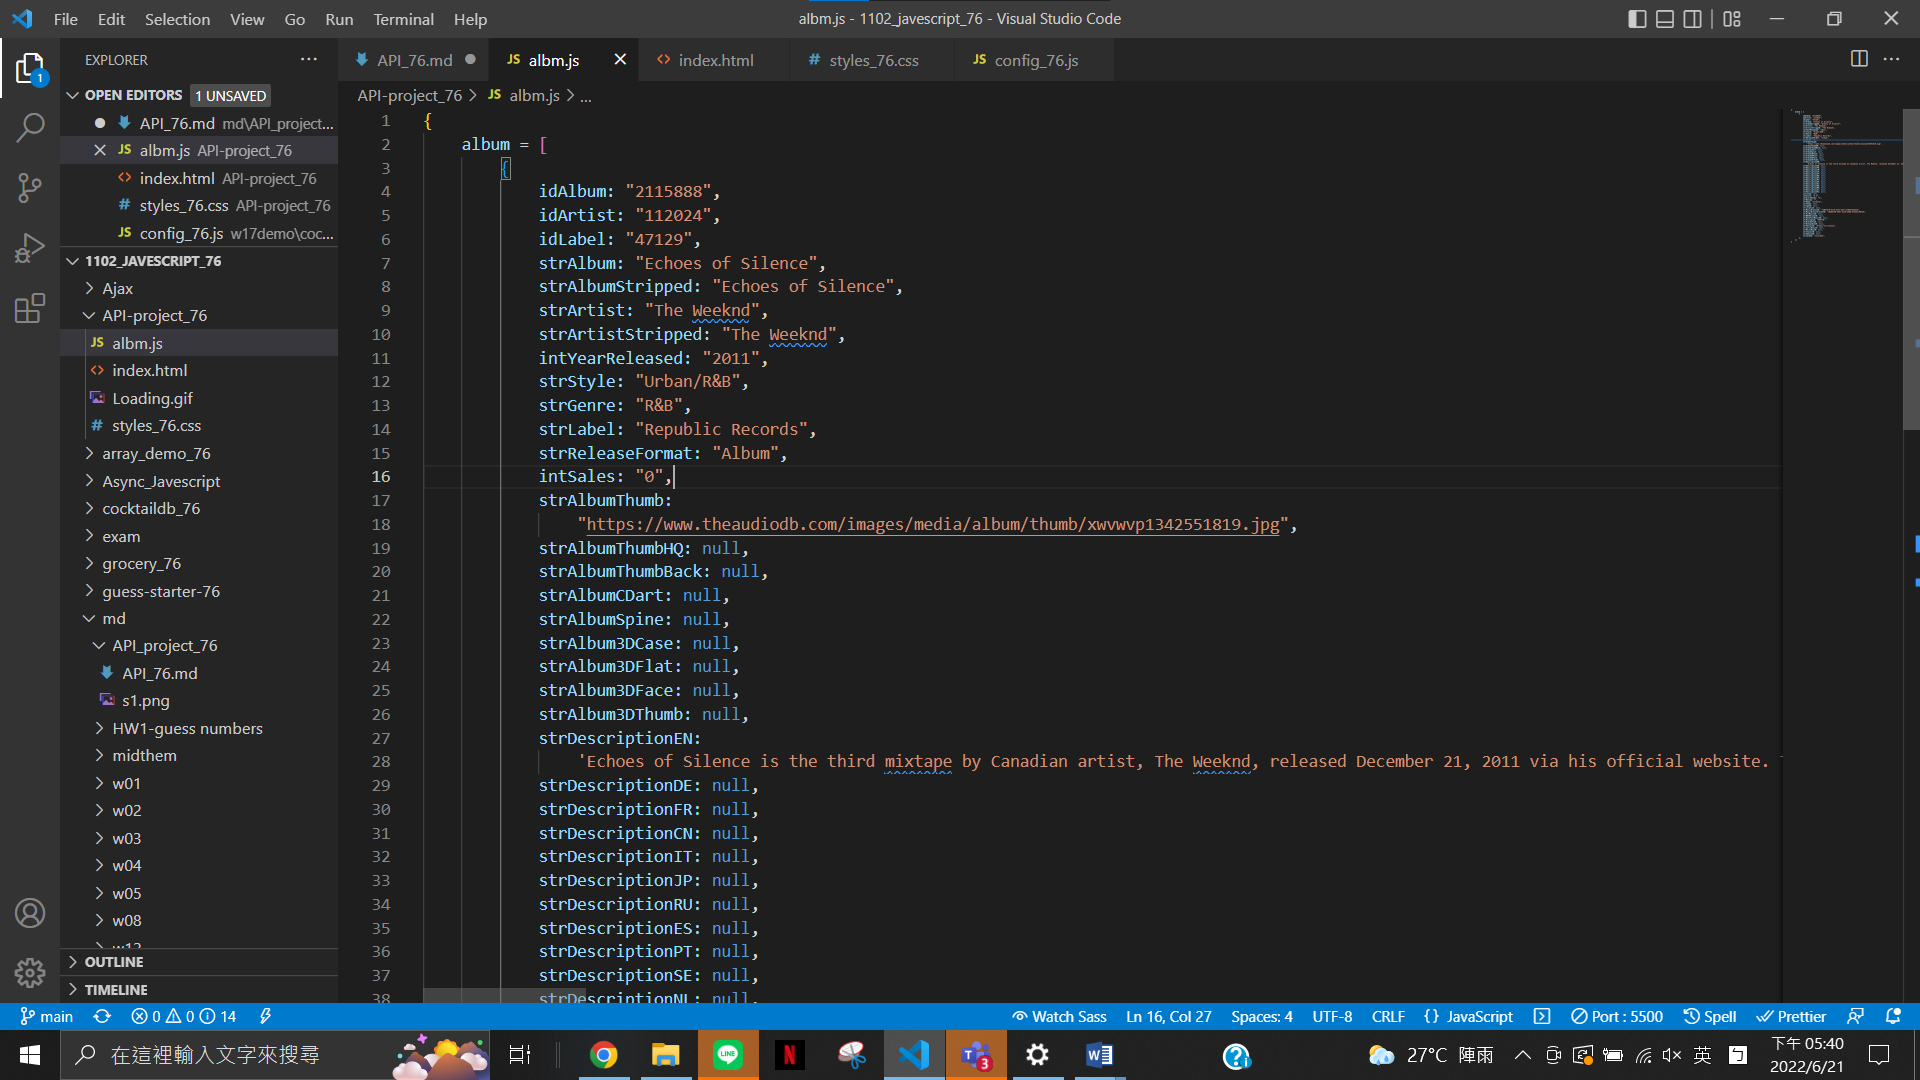 File Edit Selection View Go Run Terminal Help
albm.js - 1102_javescript_76 - Visual Studio Code
EXPLORER
API_76.md
JS albm.js
index.html
# styles_76.css
JS config_76.js
OPEN EDITORS 1 UNSAVED
API_76.md md\API_project...
JS albm.js API-project_76
index.html API-project_76
# styles_76.css API-project_76
JS config_76.js w17demo\coc...
1102_JAVESCRIPT_76
Ajax
API-project_76
JS albm.js
index.html
Loading.gif
# styles_76.css
array_demo_76
Async_Javescript
cocktaildb_76
exam
grocery_76
guess-starter-76
md
API_project_76
API_76.md
s1.png
HW1-guess numbers
midthem
w01
w02
w03
w04
w05
w08
OUTLINE
TIMELINE
API-project_76 > JS albm.js > ...
1 {
2 album = [
3 {
4 idAlbum: "2115888",
5 idArtist: "112024",
6 idLabel: "47129",
7 strAlbum: "Echoes of Silence",
8 strAlbumStripped: "Echoes of Silence",
9 strArtist: "The Weeknd",
10 strArtistStripped: "The Weeknd",
11 intYearReleased: "2011",
12 strStyle: "Urban/R&B",
13 strGenre: "R&B",
14 strLabel: "Republic Records",
15 strReleaseFormat: "Album",
16 intSales: "0",
17 strAlbumThumb:
18 "https://www.theaudiodb.com/images/media/album/thumb/xwvwvp1342551819.jpg",
19 strAlbumThumbHQ: null,
20 strAlbumThumbBack: null,
21 strAlbumCDart: null,
22 strAlbumSpine: null,
23 strAlbum3DCase: null,
24 strAlbum3DFlat: null,
25 strAlbum3DFace: null,
26 strAlbum3DThumb: null,
27 strDescriptionEN:
28 'Echoes of Silence is the third mixtape by Canadian artist, The Weeknd, released December 21, 2011 via his official website.
29 strDescriptionDE: null,
30 strDescriptionFR: null,
31 strDescriptionCN: null,
32 strDescriptionIT: null,
33 strDescriptionJP: null,
34 strDescriptionRU: null,
35 strDescriptionES: null,
36 strDescriptionPT: null,
37 strDescriptionSE: null,
38 strDescriptionNL: null,
main 0 0 14
Watch Sass Ln 16, Col 27 Spaces: 4 UTF-8 CRLF {} JavaScript Port : 5500 Spell Prettier
在這裡輸入文字來搜尋
27°C 陣雨
英
下午 05:40
2022/6/21